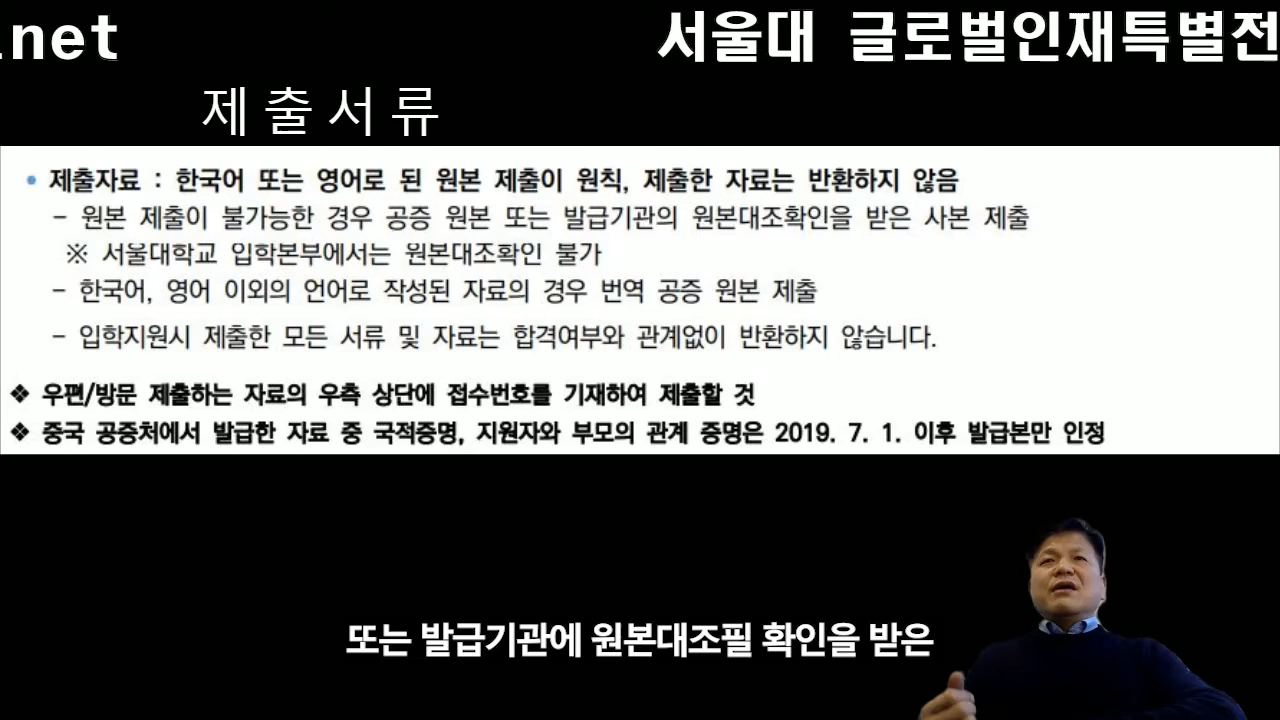 .net 서울대 글로벌인재특별전
제출서류
• 제출자료 : 한국어 또는 영어로 된 원본 제출이 원칙, 제출한 자료는 반환하지 않음
- 원본 제출이 불가능한 경우 공증 원본 또는 발급기관의 원본대조확인을 받은 사본 제출
※ 서울대학교 입학본부에서는 원본대조확인 불가
- 한국어, 영어 이외의 언어로 작성된 자료의 경우 번역 공증 원본 제출
- 입학지원시 제출한 모든 서류 및 자료는 합격여부와 관계없이 반환하지 않습니다.
❖ 우편/방문 제출하는 자료의 우측 상단에 접수번호를 기재하여 제출할 것
❖ 중국 공증처에서 발급한 자료 중 국적증명, 지원자와 부모의 관계 증명은 2019. 7. 1. 이후 발급본만 인정
또는 발급기관에 원본대조필 확인을 받은